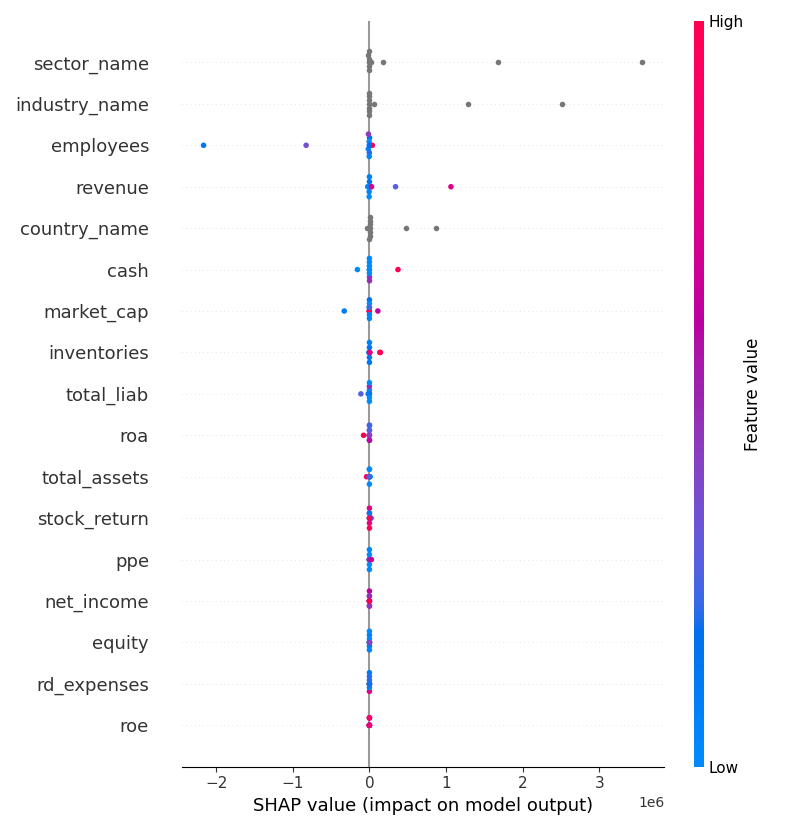 High
sector_name
industry_name
employees
revenue
country_name
cash
market_cap
inventories
total_liab
roa
total_assets
stock_return
ppe
net_income
equity
rd_expenses
roe
Feature value
Low
−2 −1 0 1 2 3
1e6
SHAP value (impact on model output)